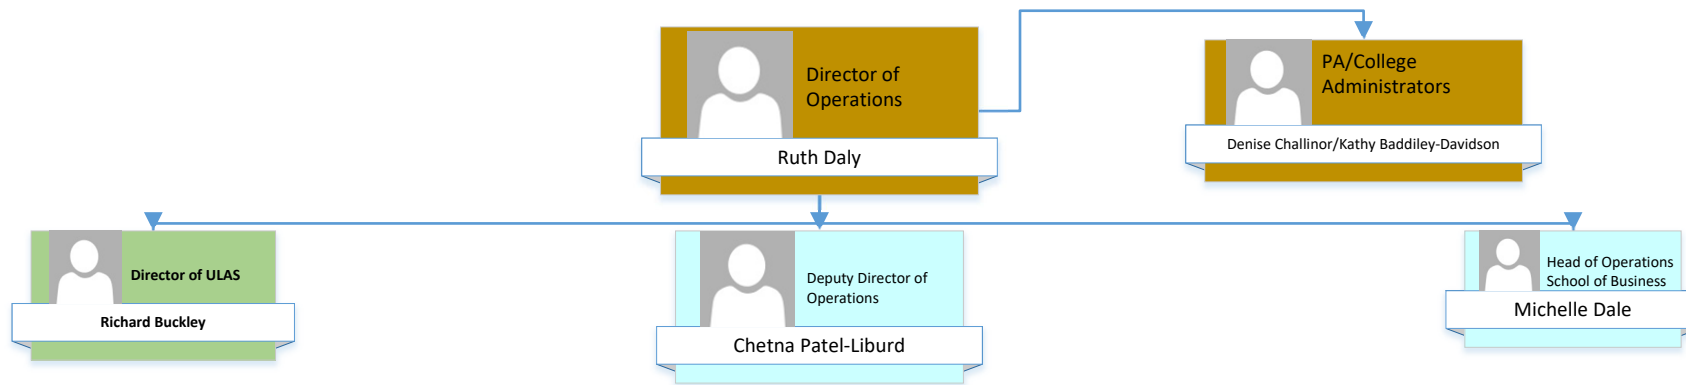 Director of
Operations
Ruth Daly
PA/College
Administrators
Denise Challinor/Kathy Baddiley-Davidson
Director of ULAS
Richard Buckley
Deputy Director of
Operations
Chetna Patel-Liburd
Head of Operations
School of Business
Michelle Dale